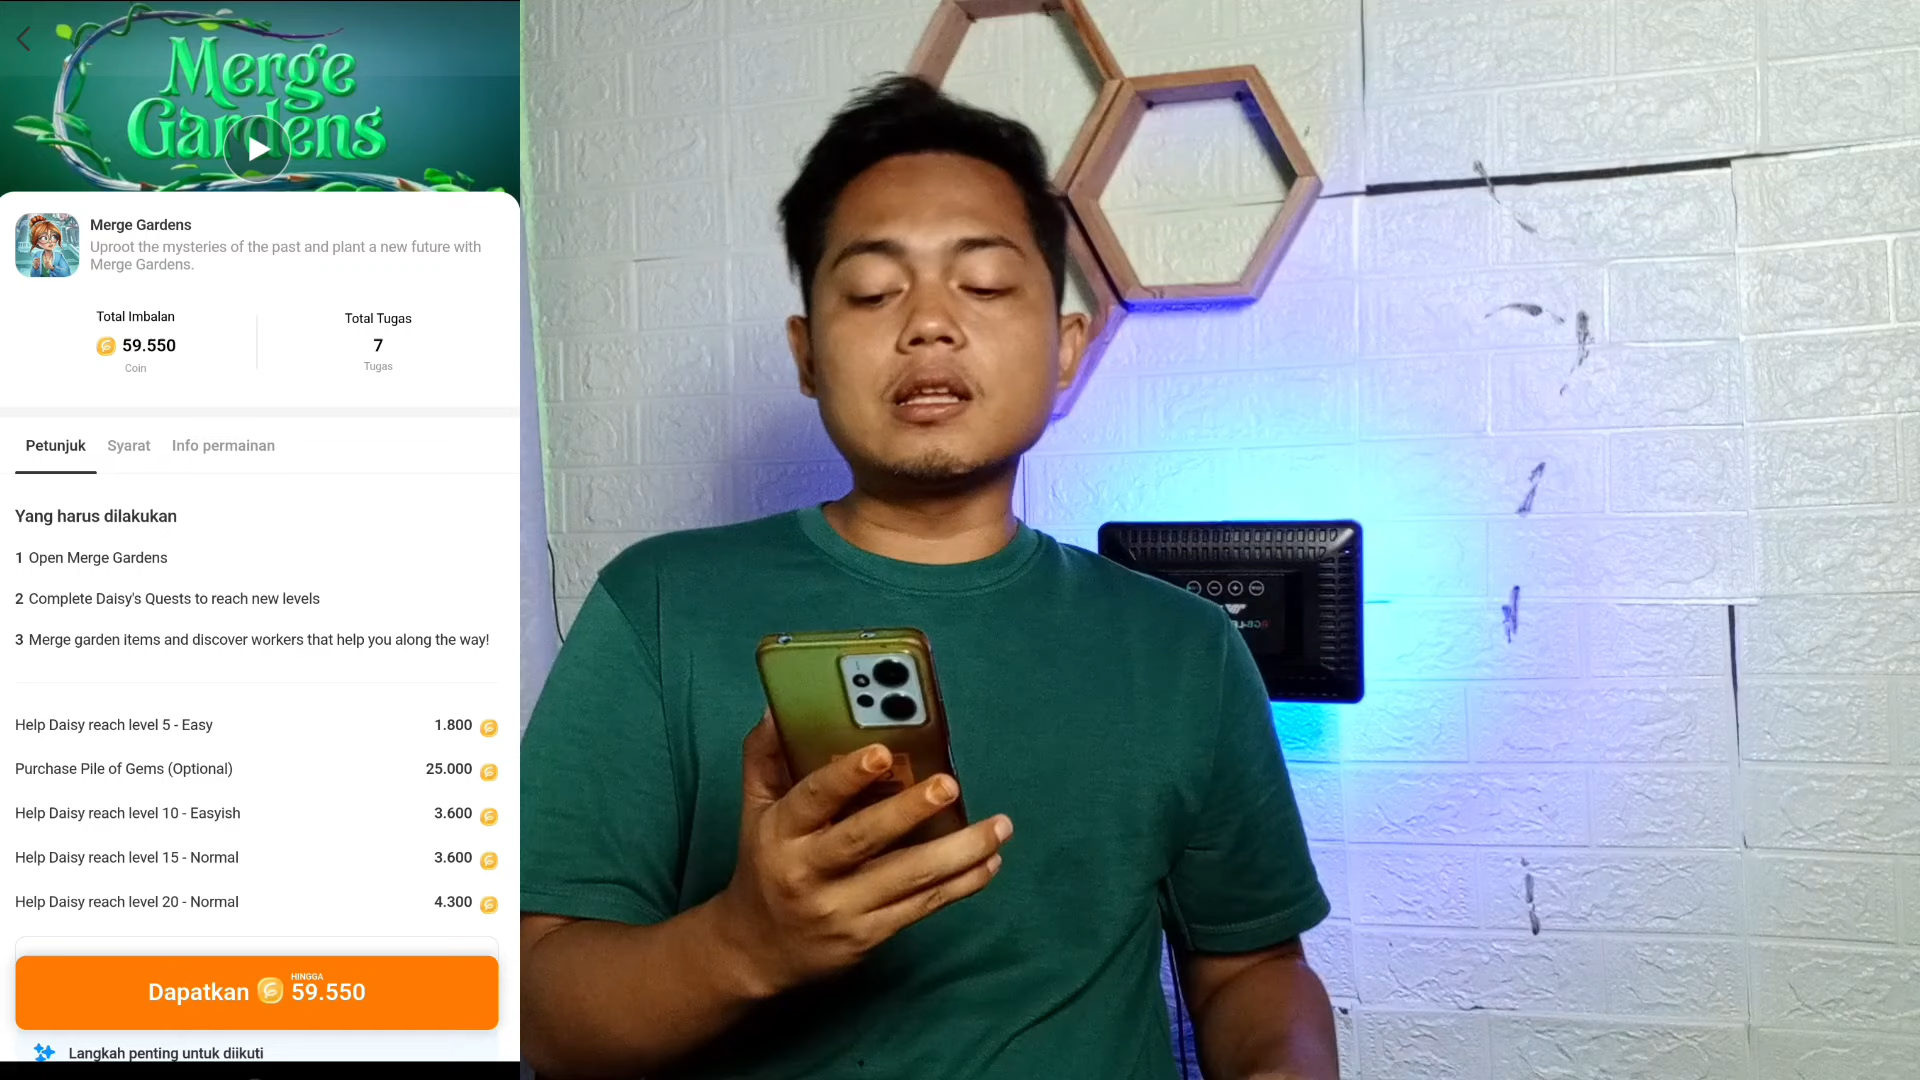 Merge
Gardens
Merge Gardens
Uproot the mysteries of the past and plant a new future with
Merge Gardens.
Total Imbalan
59.550
Coin
Total Tugas
7
Tugas
Petunjuk
Syarat
Info permainan
Yang harus dilakukan
1 Open Merge Gardens
2 Complete Daisy's Quests to reach new levels
3 Merge garden items and discover workers that help you along the way!
Help Daisy reach level 5 - Easy
1.800
Purchase Pile of Gems (Optional)
25.000
Help Daisy reach level 10 - Easyish
3.600
Help Daisy reach level 15 - Normal
3.600
Help Daisy reach level 20 - Normal
4.300
Dapatkan
HINGGA
59.550
Langkah penting untuk diikuti